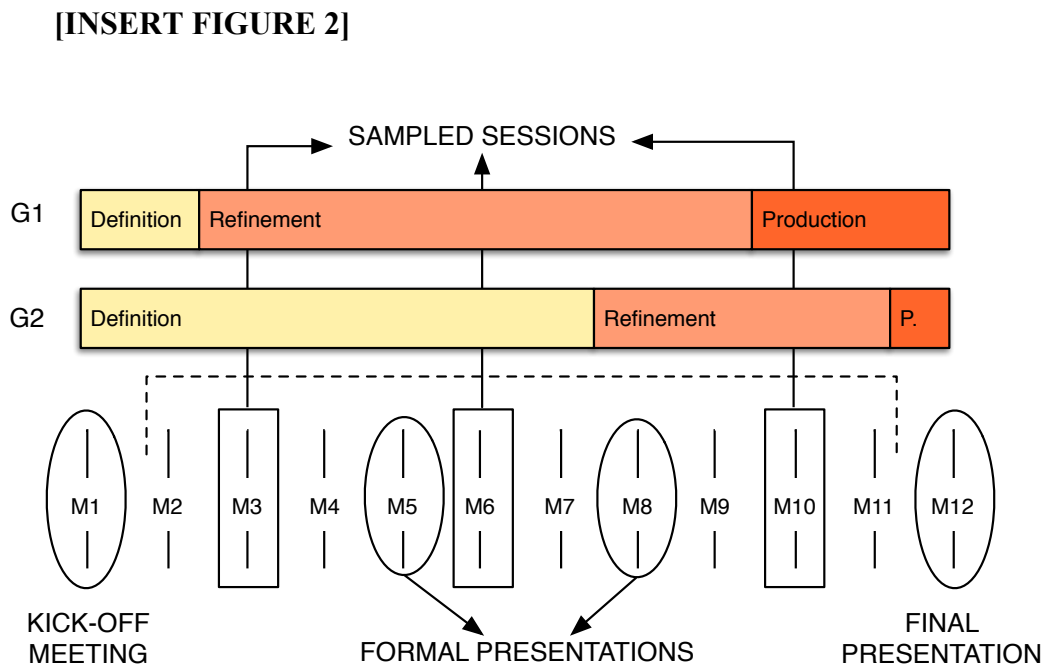 [INSERT FIGURE 2]
SAMPLED SESSIONS
G1
Definition
Refinement
Production
G2
Definition
Refinement
P.
M1
M2
M3
M4
M5
M6
M7
M8
M9
M10
M11
M12
KICK-OFF
MEETING
FORMAL PRESENTATIONS
FINAL
PRESENTATION